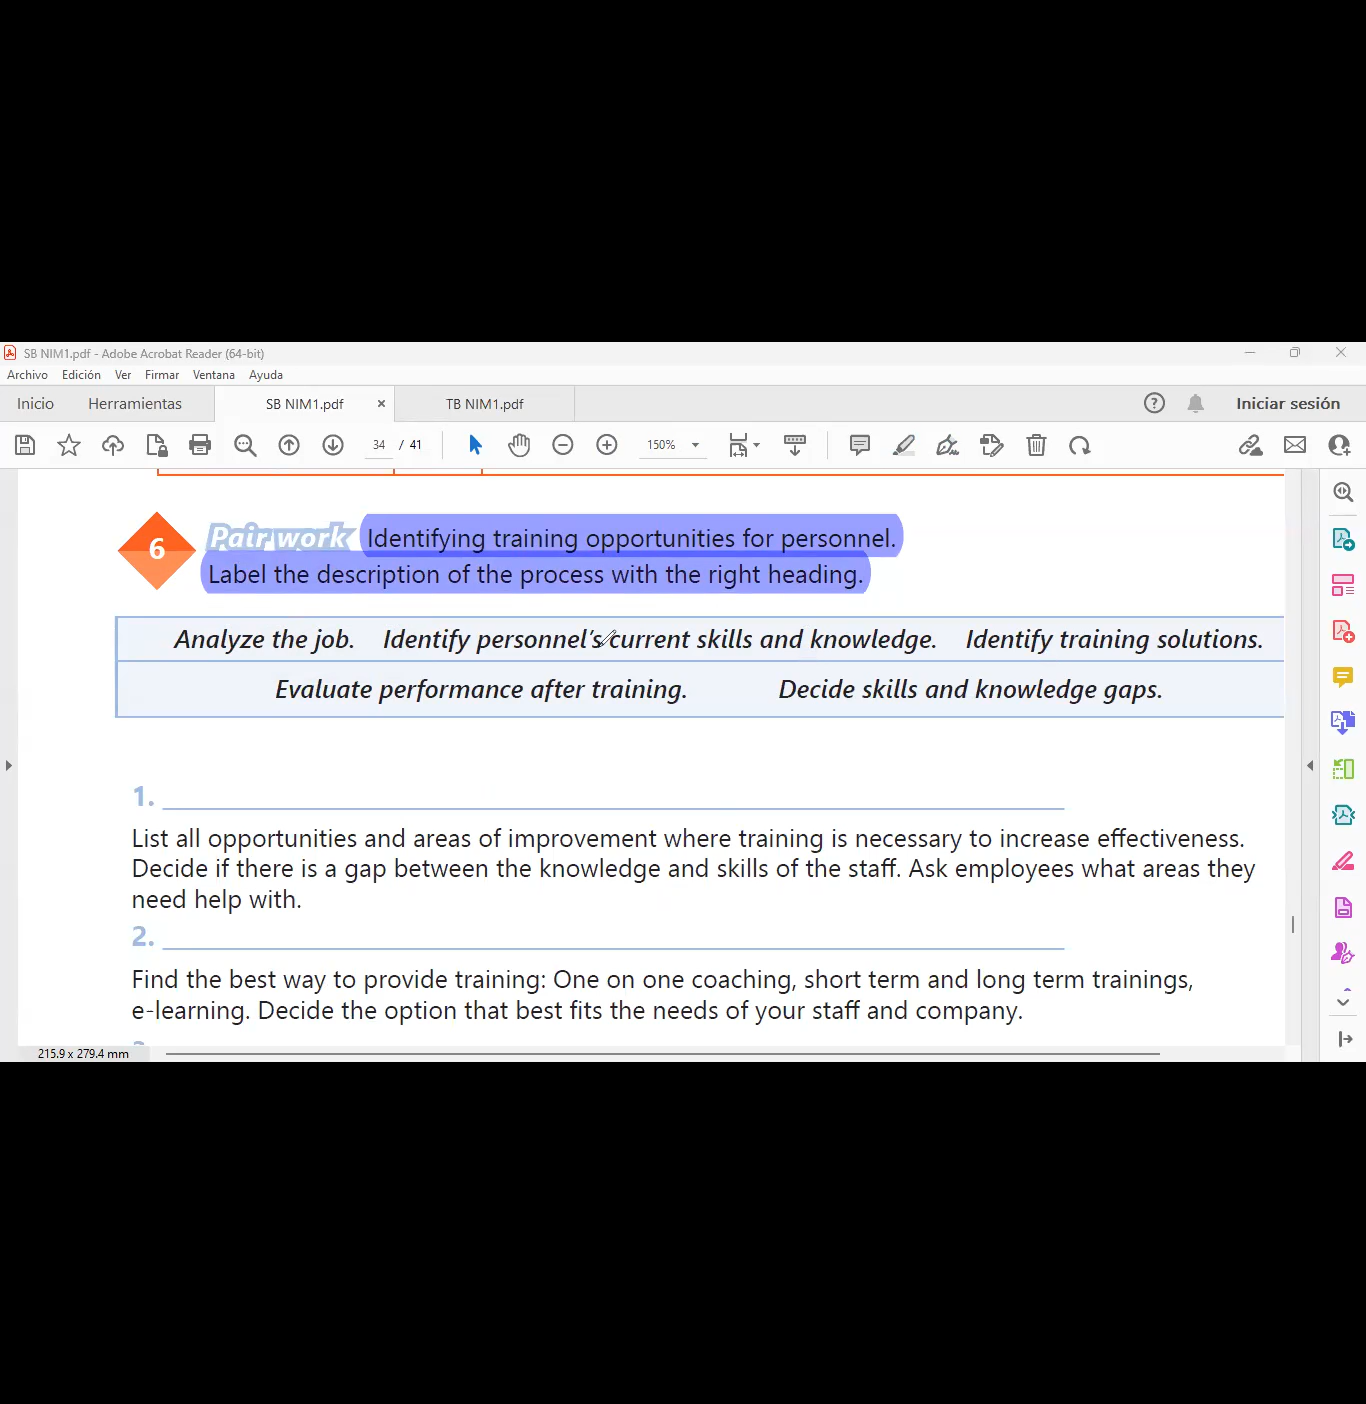 SB NIM1.pdf - Adobe Acrobat Reader (64-bit)
Archivo Edición Ver Firmar Ventana Ayuda
Inicio Herramientas SB NIM1.pdf × TB NIM1.pdf Iniciar sesión
34 / 41 150%
6 Pair work Identifying training opportunities for personnel.
Label the description of the process with the right heading.
Analyze the job. Identify personnel's current skills and knowledge. Identify training solutions.
Evaluate performance after training. Decide skills and knowledge gaps.
1.
List all opportunities and areas of improvement where training is necessary to increase effectiveness.
Decide if there is a gap between the knowledge and skills of the staff. Ask employees what areas they
need help with.
2.
Find the best way to provide training: One on one coaching, short term and long term trainings,
e-learning. Decide the option that best fits the needs of your staff and company.
215.9 x 279.4 mm